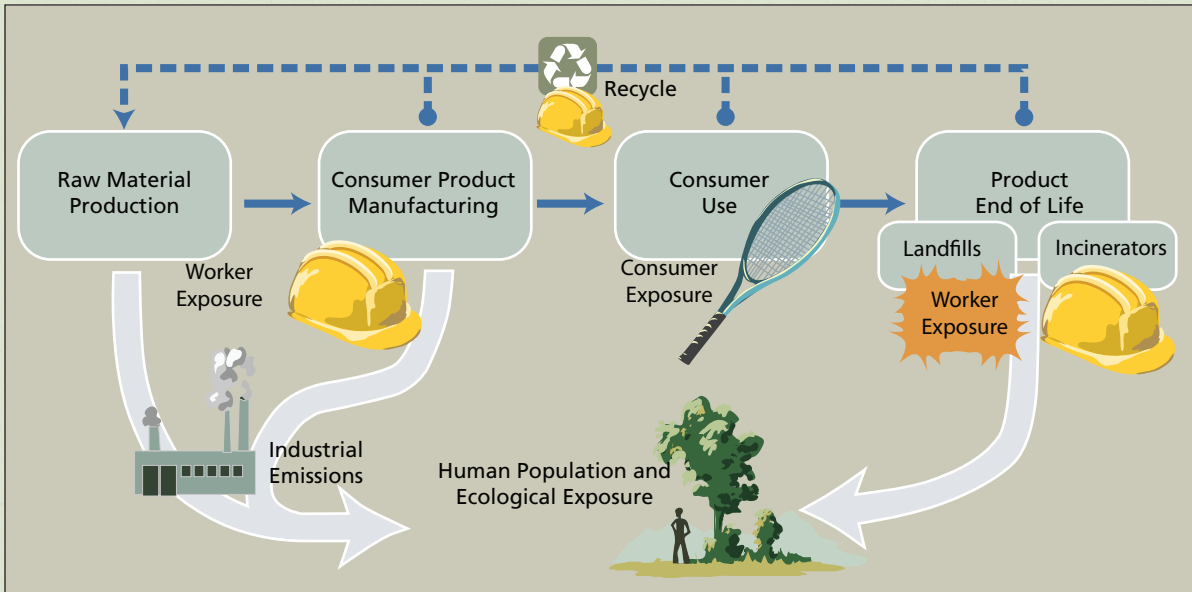 Recycle
Raw Material
Production
Consumer Product
Manufacturing
Consumer
Use
Product
End of Life
Landfills
Incinerators
Worker
Exposure
Consumer
Exposure
Worker
Exposure
Industrial
Emissions
Human Population and
Ecological Exposure